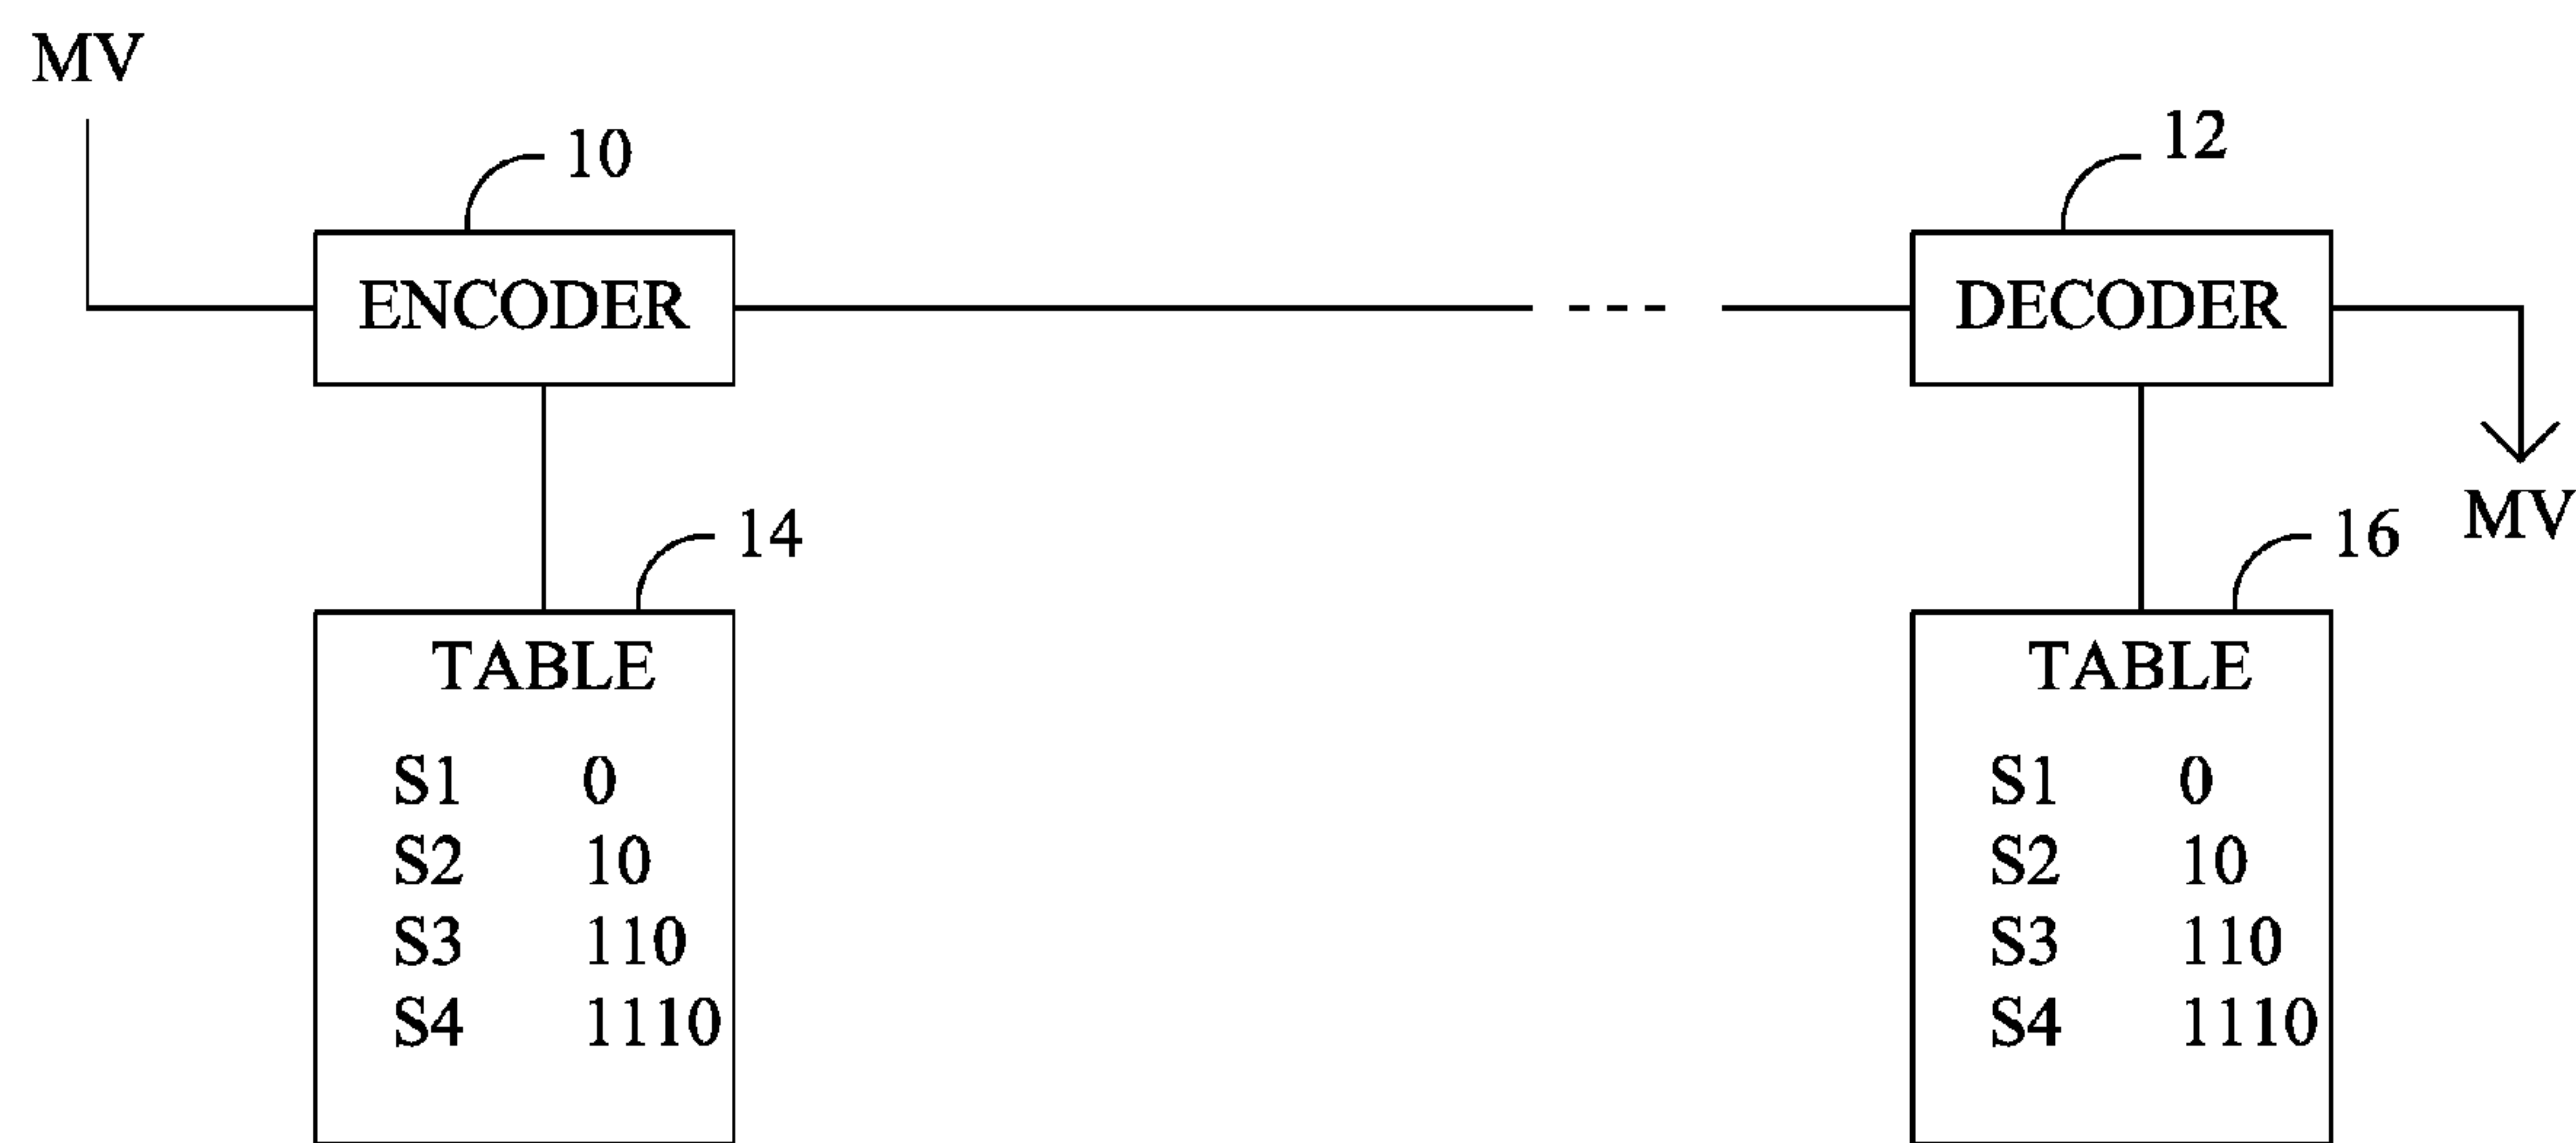 MV
10
12
ENCODER
DECODER
MV
14
16
TABLE
S1 0
S2 10
S3 110
S4 1110
TABLE
S1 0
S2 10
S3 110
S4 1110